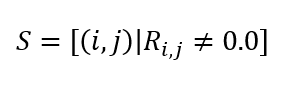 S = [(i, j)|R_{i,j} ≠ 0.0]